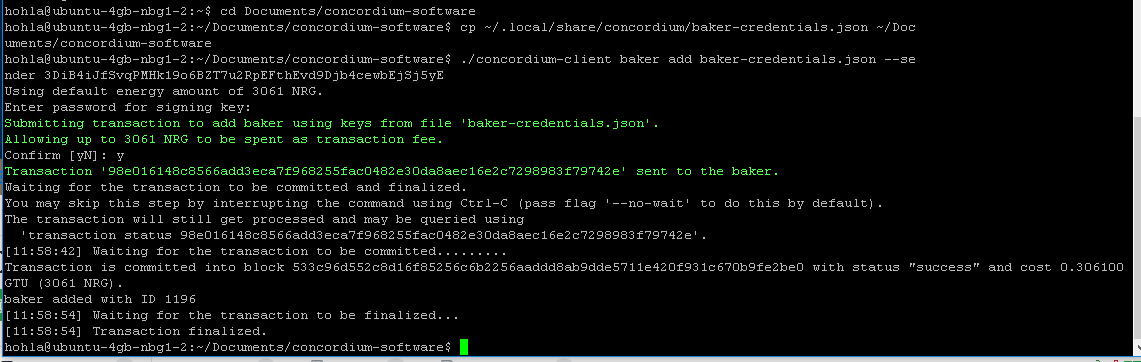 hohla@ubuntu-4gb-nbg1-2:~$ cd Documents/concordium-software
hohla@ubuntu-4gb-nbg1-2:~/Documents/concordium-software$ cp ~/.local/share/concordium/baker-credentials.json ~/Doc
uments/concordium-software
hohla@ubuntu-4gb-nbg1-2:~/Documents/concordium-software$ ./concordium-client baker add baker-credentials.json --se
nder 3DiB4iJfSvqPMHk19o6BZT7u2RpEFthEvd9Djb4cewbEjSj5yE
Using default energy amount of 3061 NRG.
Enter password for signing key:
Submitting transaction to add baker using keys from file 'baker-credentials.json'.
Allowing up to 3061 NRG to be spent as transaction fee.
Confirm [yN]: y
Transaction '98e016148c8566add3eca7f968255fac0482e30da8aec16e2c7298983f79742e' sent to the baker.
Waiting for the transaction to be committed and finalized.
You may skip this step by interrupting the command using Ctrl-C (pass flag '--no-wait' to do this by default).
The transaction will still get processed and may be queried using
'transaction status 98e016148c8566add3eca7f968255fac0482e30da8aec16e2c7298983f79742e'.
[11:58:42] Waiting for the transaction to be committed.........
Transaction is committed into block 533c96d552c8d16f85256c6b2256aaddd8ab9dde5711e420f931c670b9fe2be0 with status "success" and cost 0.306100
GTU (3061 NRG).
baker added with ID 1196
[11:58:54] Waiting for the transaction to be finalized...
[11:58:54] Transaction finalized.
hohla@ubuntu-4gb-nbg1-2:~/Documents/concordium-software$